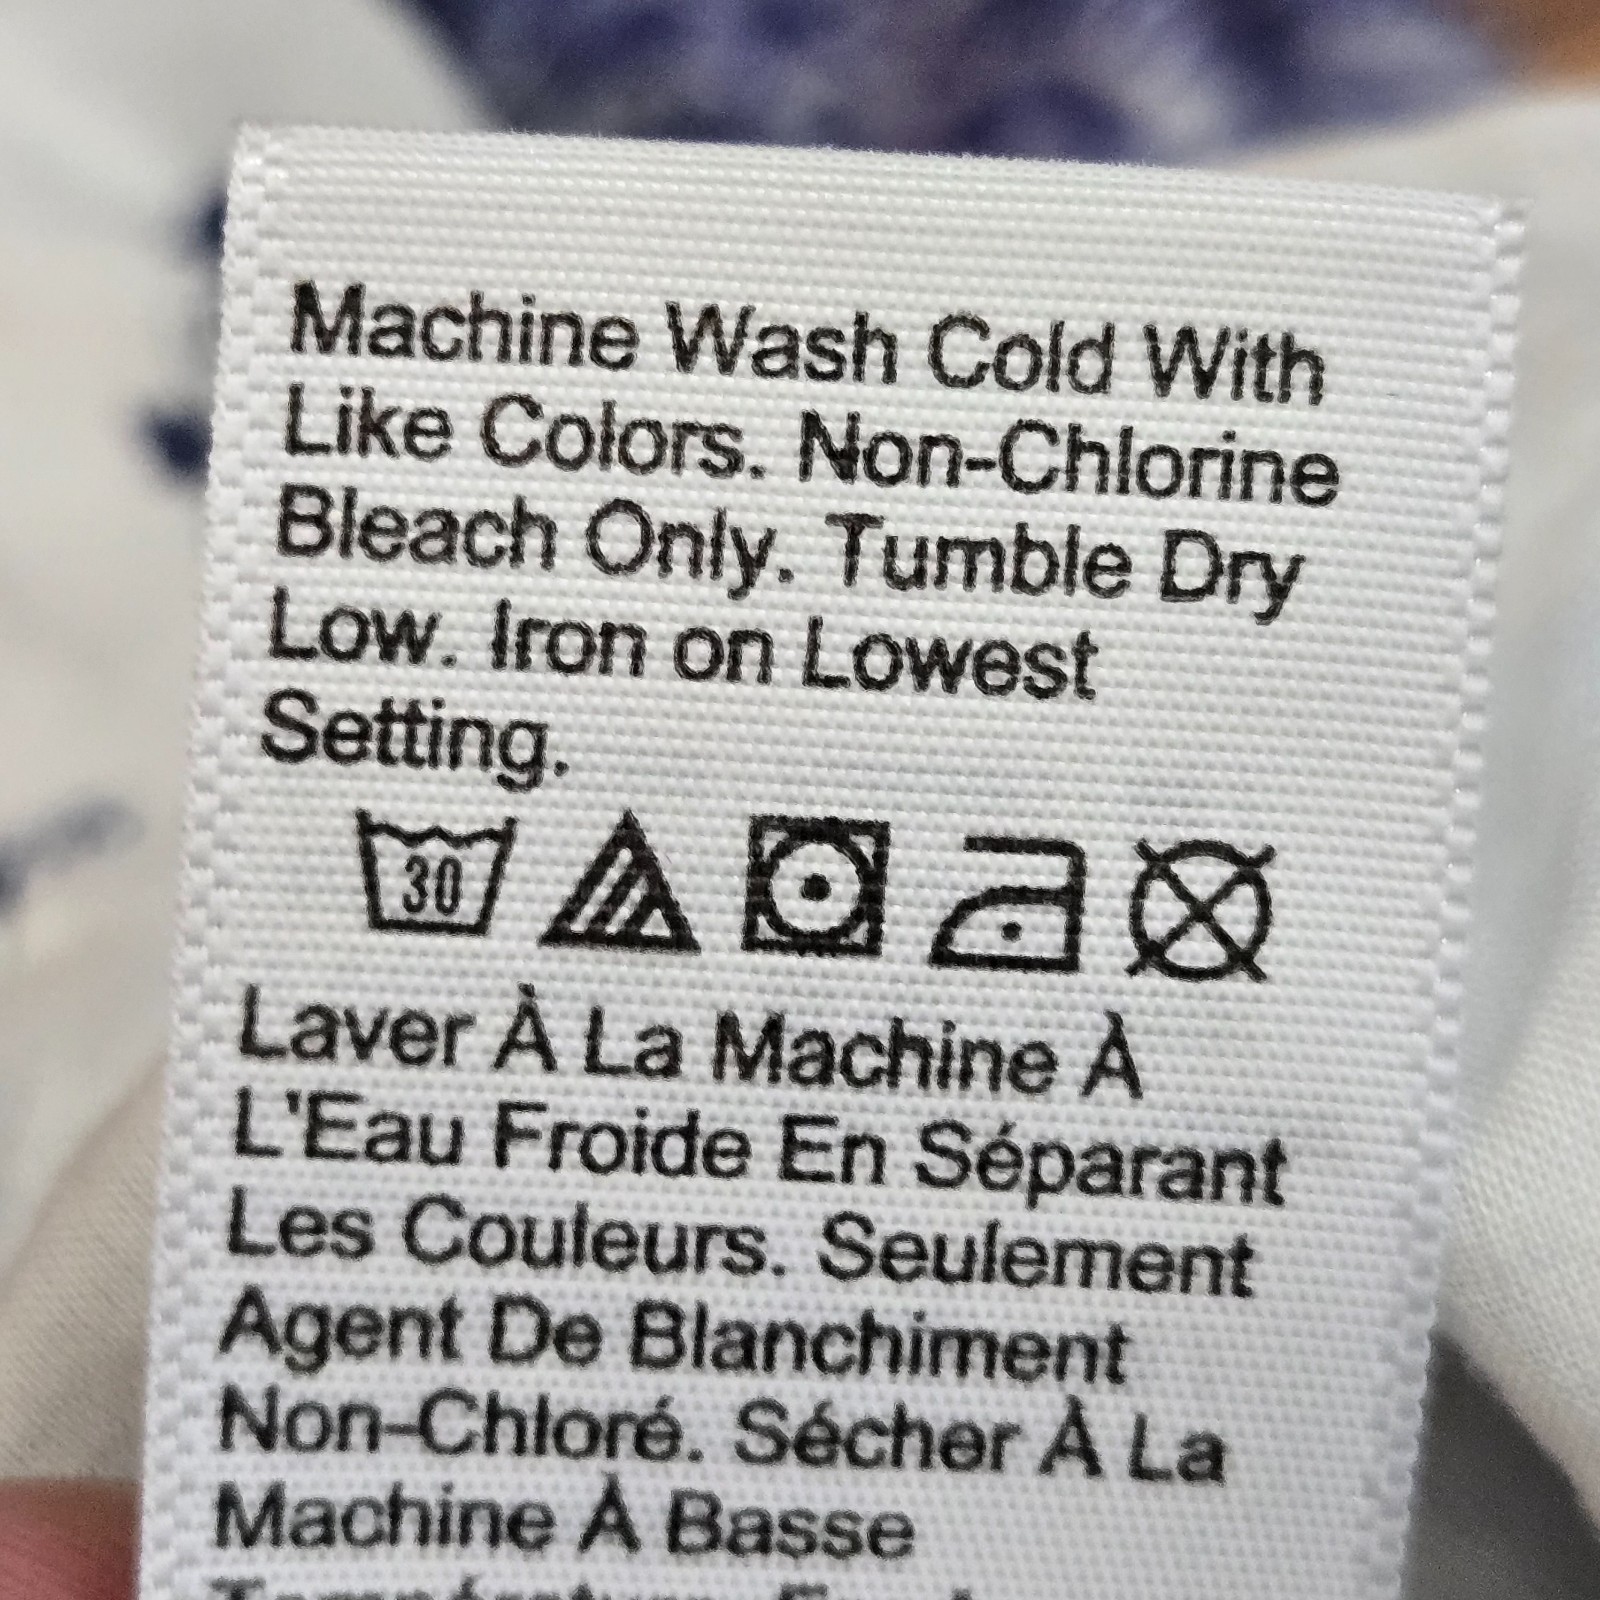 Machine Wash Cold With
Like Colors. Non-Chlorine
Bleach Only. Tumble Dry
Low. Iron on Lowest
Setting.
30
Laver À La Machine À
L'Eau Froide En Séparant
Les Couleurs. Seulement
Agent De Blanchiment
Non-Chloré. Sécher À La
Machine À Basse